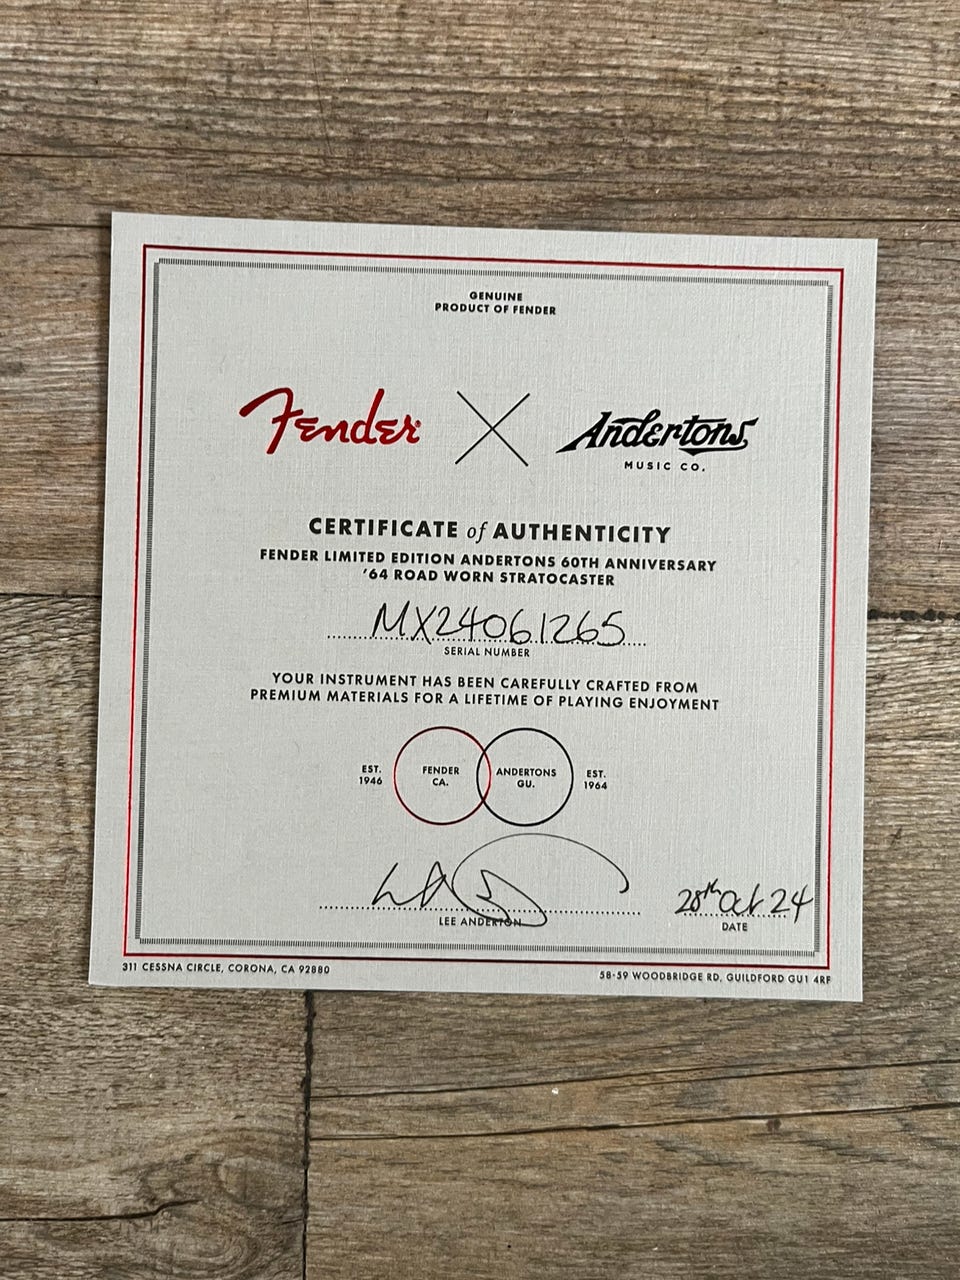 GENUINE
PRODUCT OF FENDER
Fender
Andertons
MUSIC CO.
CERTIFICATE of AUTHENTICITY
FENDER LIMITED EDITION ANDERTONS 60TH ANNIVERSARY
'64 ROAD WORN STRATOCASTER
MX24061265
SERIAL NUMBER
YOUR INSTRUMENT HAS BEEN CAREFULLY CRAFTED FROM
PREMIUM MATERIALS FOR A LIFETIME OF PLAYING ENJOYMENT
EST.
1946
FENDER
CA.
ANDERTONS
GU.
EST.
1964
28th Oct 24
LEE ANDERTON
DATE
311 CESSNA CIRCLE, CORONA, CA 92880
58-59 WOODBRIDGE RD, GUILDFORD GU1 4RF